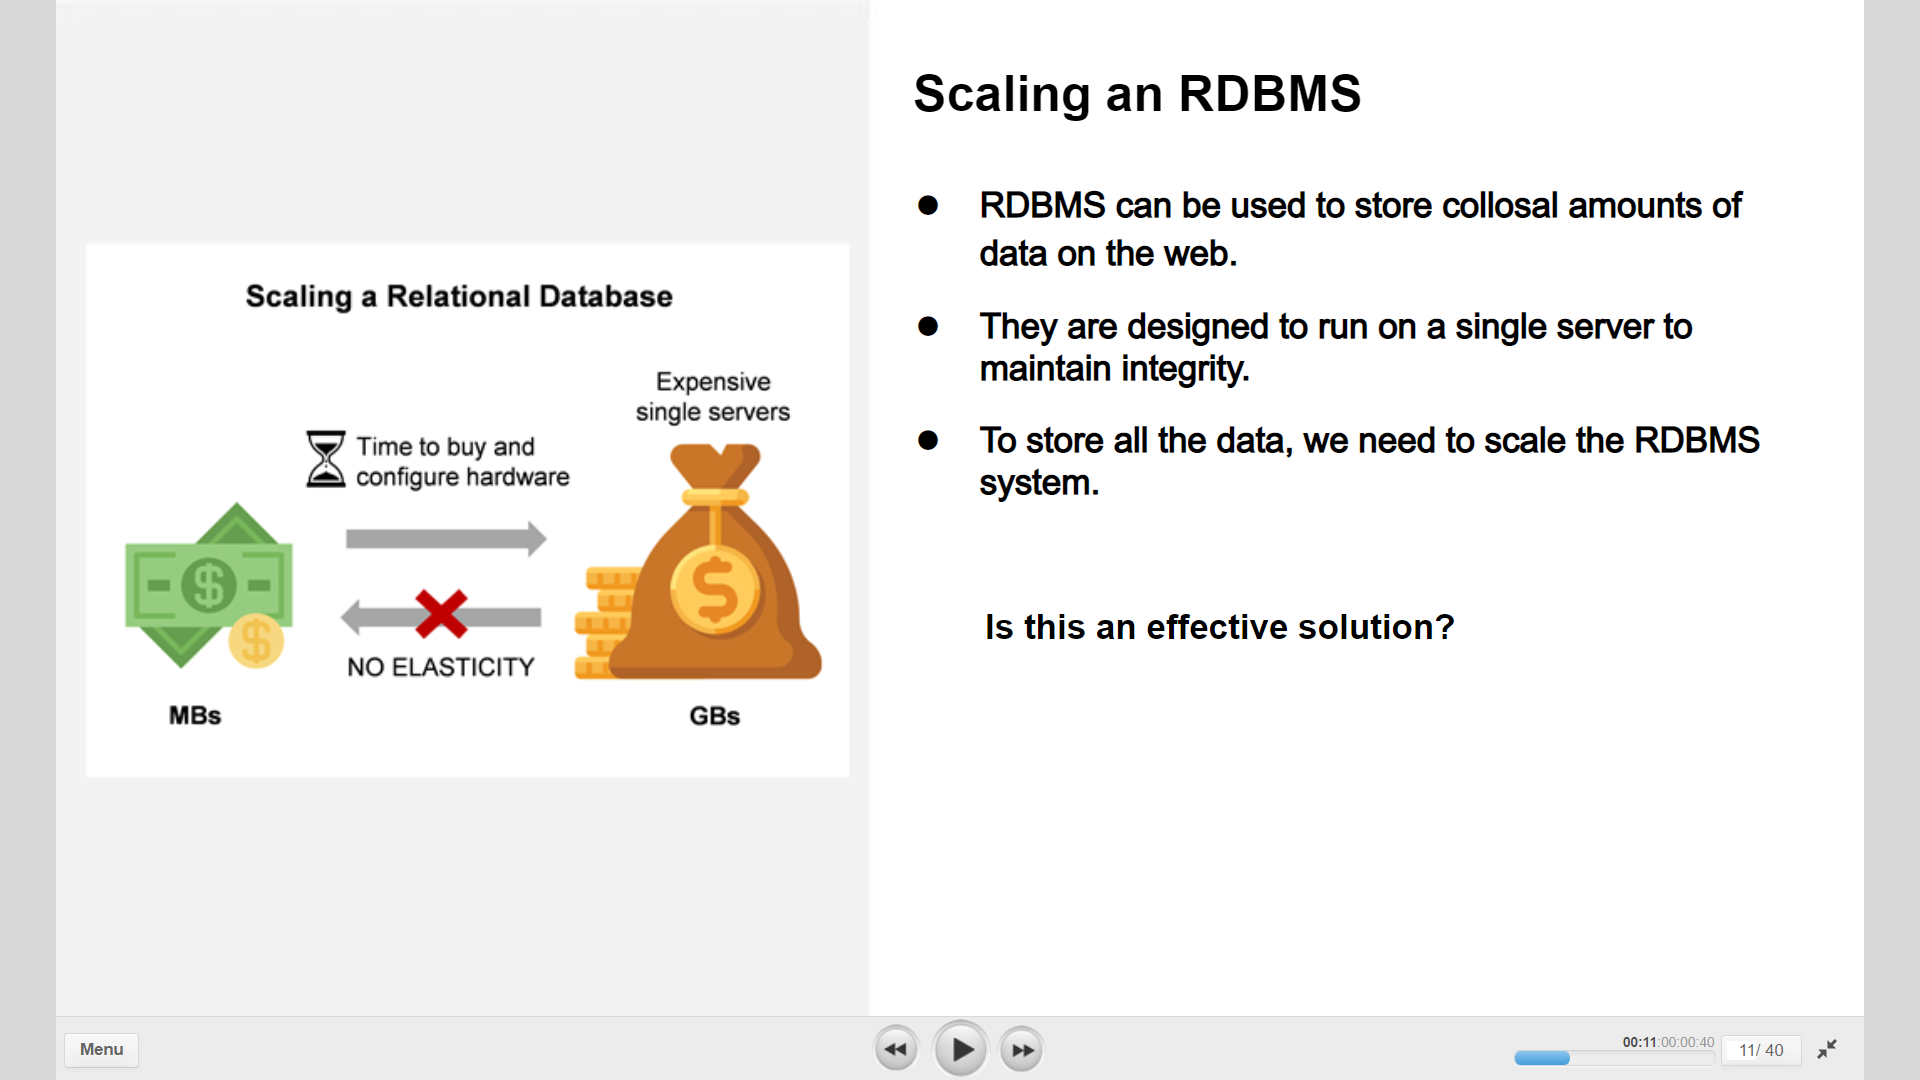 Scaling a Relational Database
Expensive
single servers
Time to buy and
configure hardware
NO ELASTICITY
MBs
GBs
Scaling an RDBMS
● RDBMS can be used to store collosal amounts of
data on the web.
● They are designed to run on a single server to
maintain integrity.
● To store all the data, we need to scale the RDBMS
system.
Is this an effective solution?
Menu
00:11:00:00:40
11/ 40